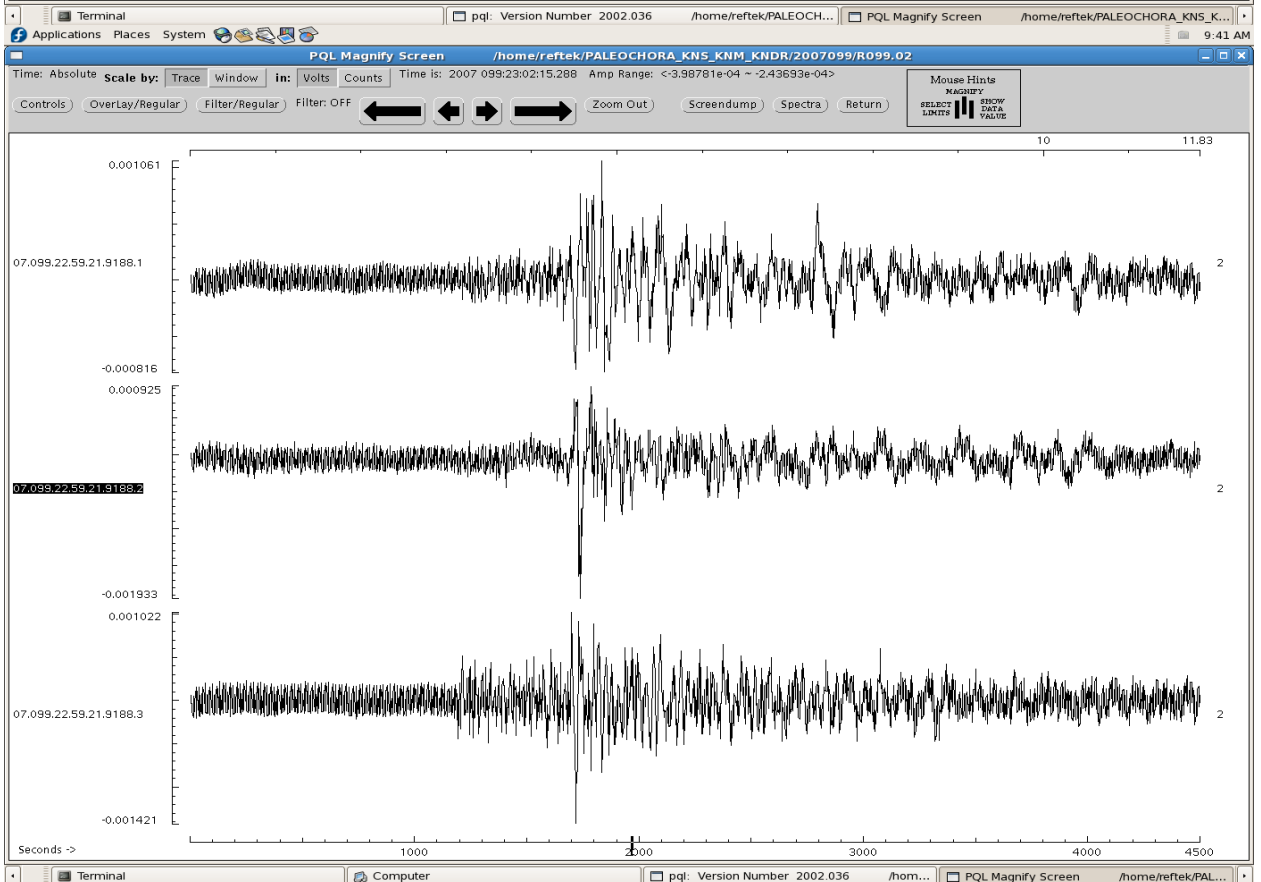 Terminal pql: Version Number 2002.036 /home/reftek/PALEOCH... PQL Magnify Screen /home/reftek/PALEOCHORA_KNS_K...
Applications Places System 9:41 AM
PQL Magnify Screen /home/reftek/PALEOCHORA_KNS_KNM_KNDR/2007099/R099.02
Time: Absolute Scale by: Trace Window in: Volts Counts Time is: 2007 099:23:02:15.288 Amp Range: <-3.98781e-04 ~ -2.43693e-04>
Controls OverLay/Regular Filter/Regular Filter: OFF Zoom Out Screendump Spectra Return
Mouse Hints
MAGNIFY
SELECT LIMITS
SHOW DATA VALUE
10 11.83
0.001061
07.099.22.59.21.9188.1 2
-0.000816
0.000925
07.099.22.59.21.9188.2 2
-0.001933
0.001022
07.099.22.59.21.9188.3 2
-0.001421
Seconds -> 1000 2000 3000 4000 4500
Terminal Computer pql: Version Number 2002.036 /hom... PQL Magnify Screen /home/reftek/PAL...